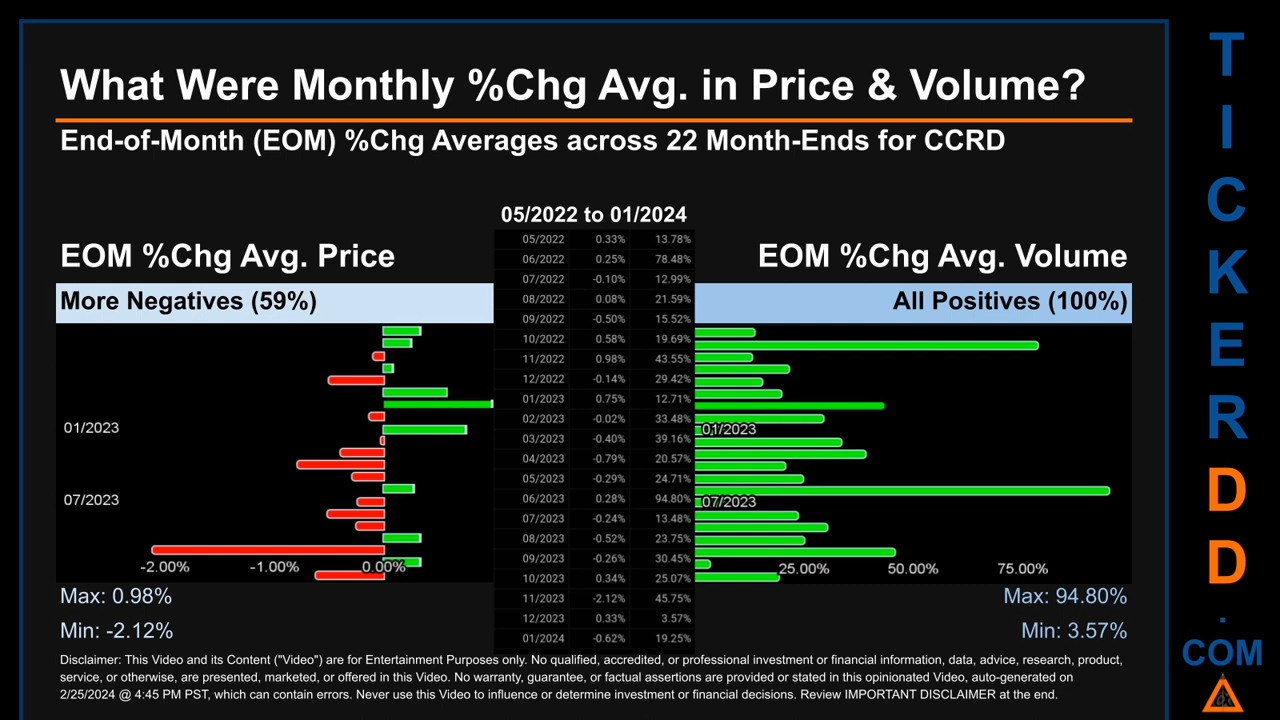 What Were Monthly %Chg Avg. in Price & Volume?
End-of-Month (EOM) %Chg Averages across 22 Month-Ends for CCRD
05/2022 to 01/2024
EOM %Chg Avg. Price
EOM %Chg Avg. Volume
More Negatives (59%)
All Positives (100%)
05/2022 0.33% 13.78%
06/2022 0.25% 78.48%
07/2022 -0.10% 12.99%
08/2022 0.08% 21.59%
09/2022 -0.50% 15.52%
10/2022 0.58% 19.69%
11/2022 0.98% 43.55%
12/2022 -0.14% 29.42%
01/2023 0.75% 12.71%
02/2023 -0.02% 33.48%
03/2023 -0.40% 39.16%
04/2023 -0.79% 20.57%
05/2023 -0.29% 24.71%
06/2023 0.28% 94.80%
07/2023 -0.24% 13.48%
08/2023 -0.52% 23.75%
09/2023 -0.26% 30.45%
10/2023 0.34% 25.07%
11/2023 -2.12% 45.75%
12/2023 0.33% 3.57%
01/2024 -0.62% 19.25%
01/2023
07/2023
-2.00% -1.00% 0.00%
01/2023
07/2023
25.00% 50.00% 75.00%
Max: 0.98%
Min: -2.12%
Max: 94.80%
Min: 3.57%
Disclaimer: This Video and its Content ("Video") are for Entertainment Purposes only. No qualified, accredited, or professional investment or financial information, data, advice, research, product,
service, or otherwise, are presented, marketed, or offered in this Video. No warranty, guarantee, or factual assertions are provided or stated in this opinionated Video, auto-generated on
2/25/2024 @ 4:45 PM PST, which can contain errors. Never use this Video to influence or determine investment or financial decisions. Review IMPORTANT DISCLAIMER at the end.
T
I
C
K
E
R
D
D
.
COM